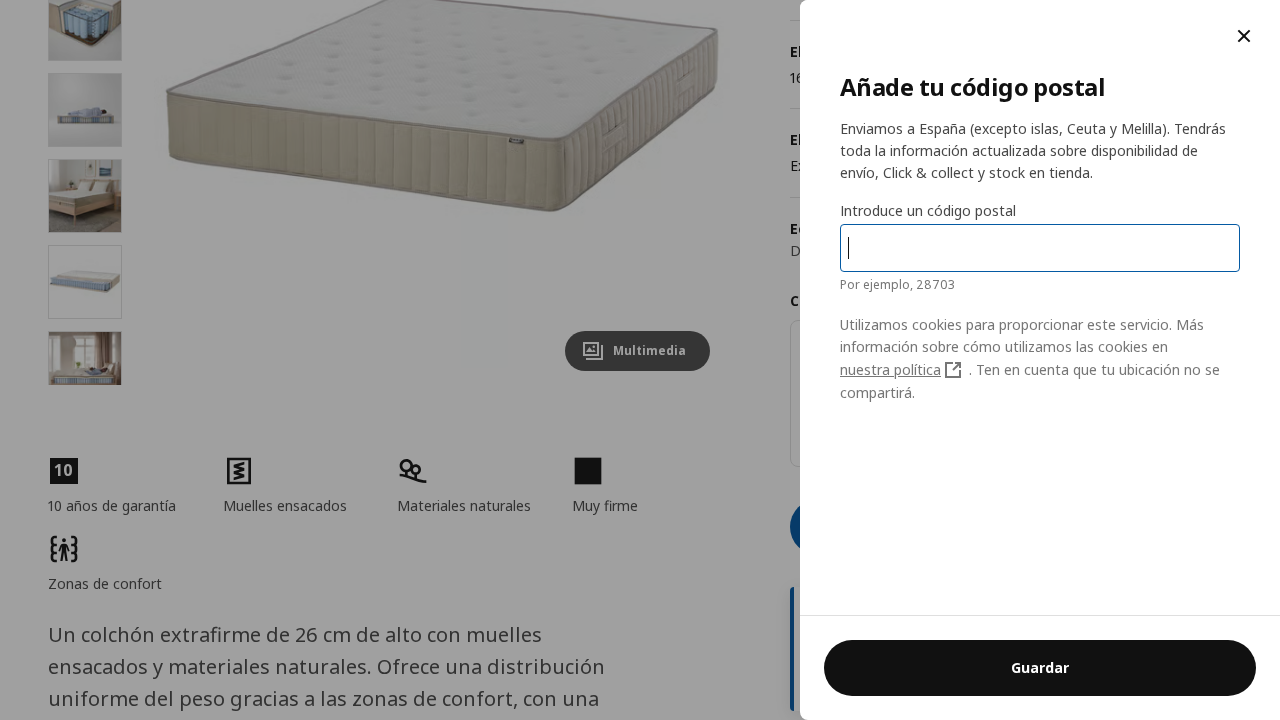 Multimedia
10
10 años de garantía
Muelles ensacados
Materiales naturales
Muy firme
Zonas de confort
Un colchón extrafirme de 26 cm de alto con muelles
ensacados y materiales naturales. Ofrece una distribución
uniforme del peso gracias a las zonas de confort, con una
Añade tu código postal
Enviamos a España (excepto islas, Ceuta y Melilla). Tendrás
toda la información actualizada sobre disponibilidad de
envío, Click & collect y stock en tienda.
Introduce un código postal
Por ejemplo, 28703
Utilizamos cookies para proporcionar este servicio. Más
información sobre cómo utilizamos las cookies en
nuestra política . Ten en cuenta que tu ubicación no se
compartirá.
Guardar